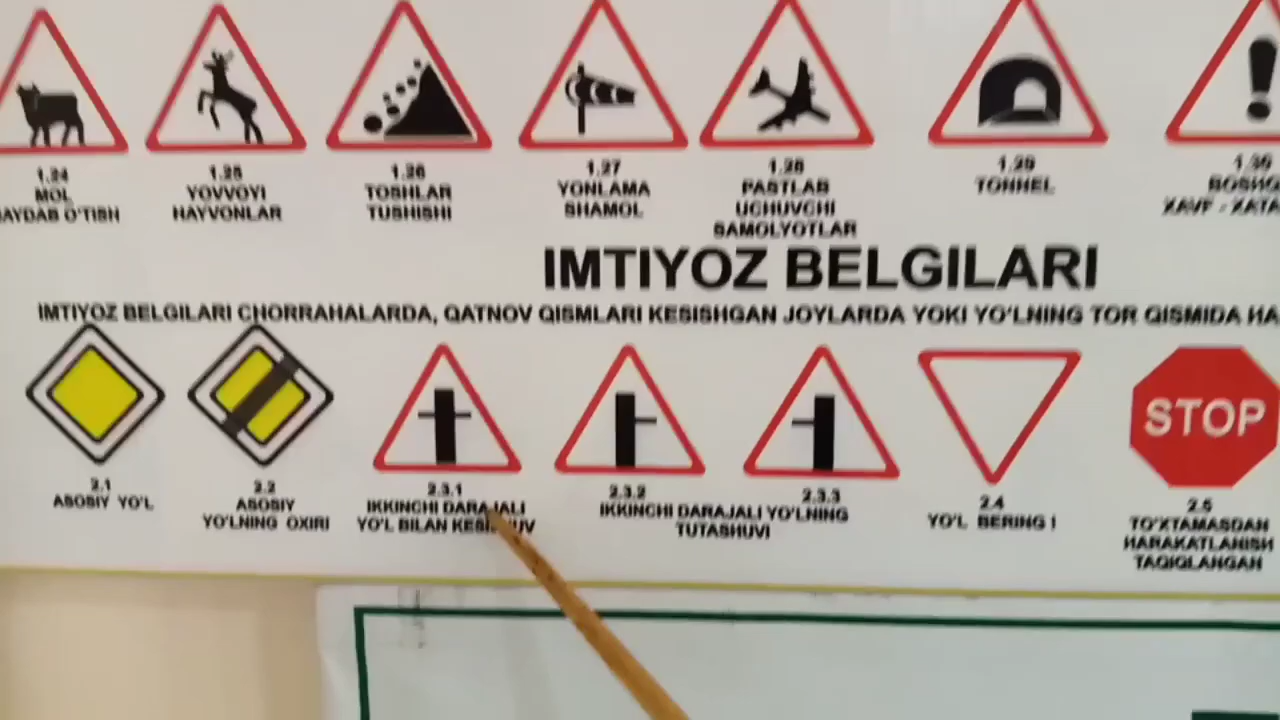 1.24
MOL
HAYDAB O'TISH
1.25
YOVVOYI
HAYVONLAR
1.26
TOSHLAR
TUSHISHI
1.27
YONLAMA
SHAMOL
1.28
PASTLAB
UCHUVCHI
SAMOLYOTLAR
1.29
TONNEL
1.30
BOSHQ
XAVF - XATA
IMTIYOZ BELGILARI
IMTIYOZ BELGILARI CHORRAHALARDA, QATNOV QISMLARI KESISHGAN JOYLARDA YOKI YO'LNING TOR QISMIDA HA
2.1
ASOSIY YO'L
2.2
ASOSIY
YO'LNING OXIRI
2.3.1
IKKINCHI DARAJALI
YO'L BILAN KESISHUV
2.3.2
2.3.3
IKKINCHI DARAJALI YO'LNING
TUTASHUVI
2.4
YO'L BERING !
STOP
2.5
TO'XTAMASDAN
HARAKATLANISH
TAQIQLANGAN